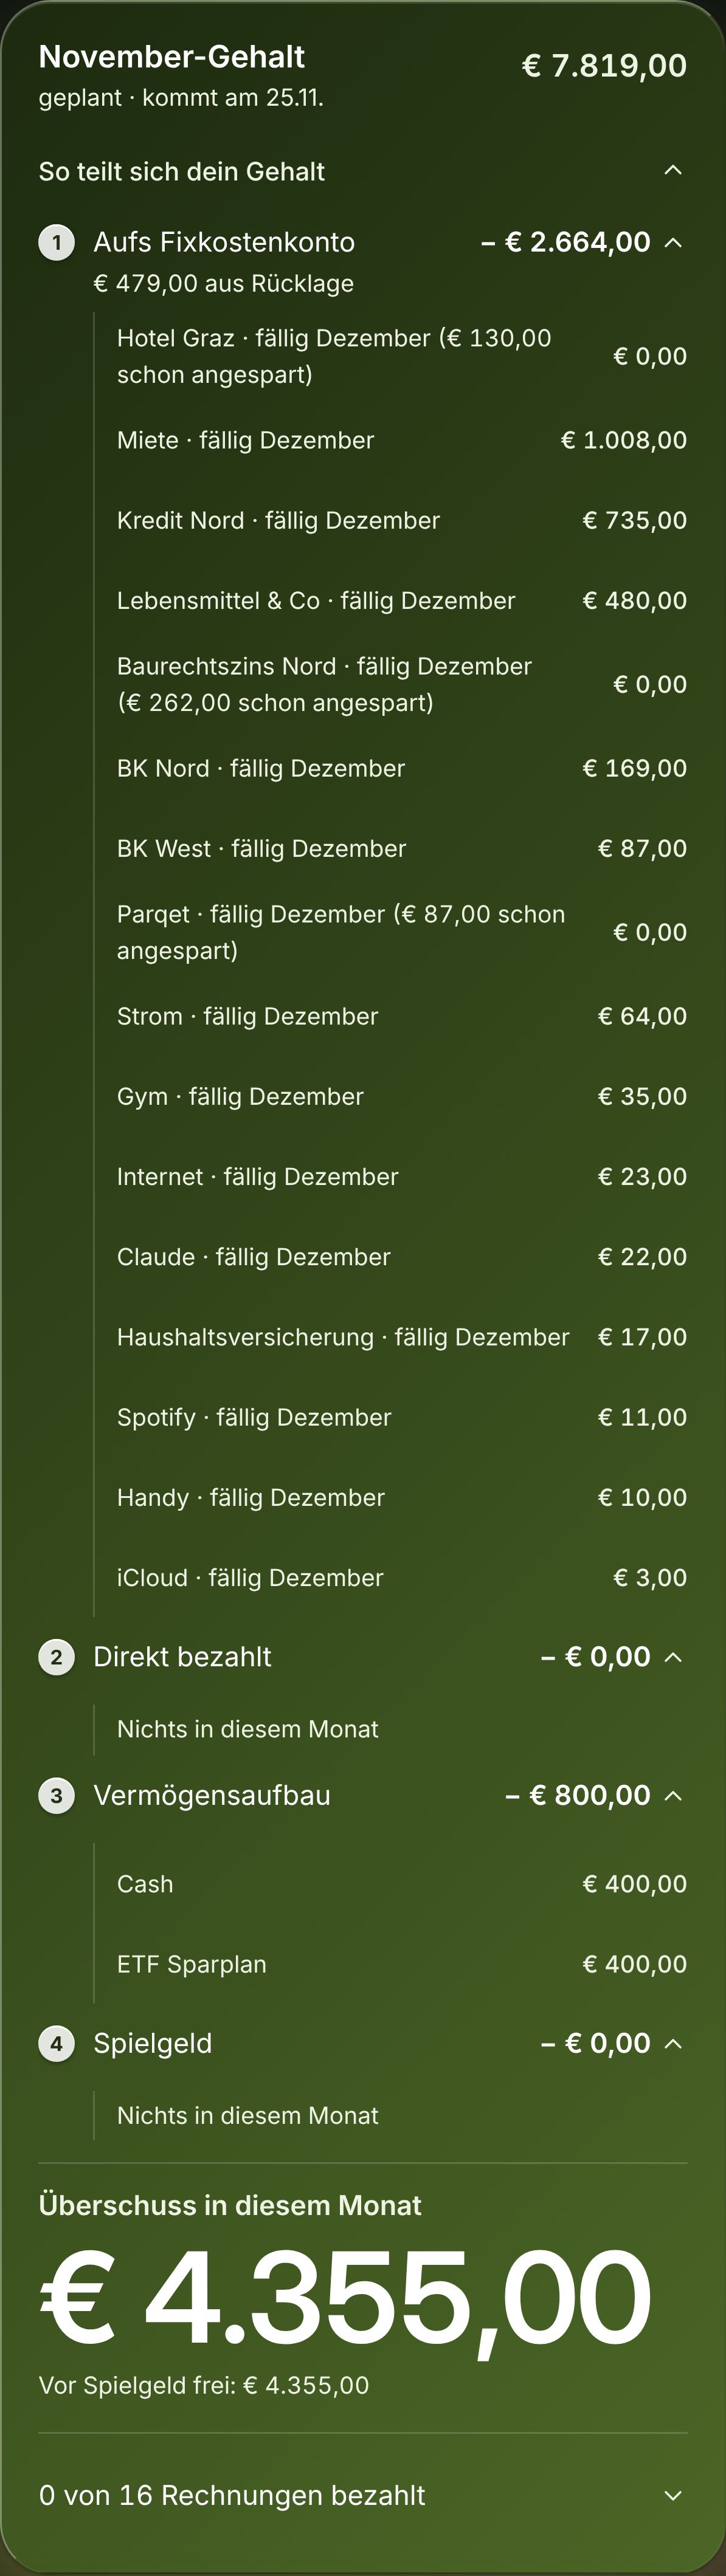 November-Gehalt
€ 7.819,00
geplant · kommt am 25.11.
So teilt sich dein Gehalt
1 Aufs Fixkostenkonto – € 2.664,00
€ 479,00 aus Rücklage
Hotel Graz · fällig Dezember (€ 130,00
schon angespart)
€ 0,00
Miete · fällig Dezember € 1.008,00
Kredit Nord · fällig Dezember € 735,00
Lebensmittel & Co · fällig Dezember € 480,00
Baurechtszins Nord · fällig Dezember
(€ 262,00 schon angespart)
€ 0,00
BK Nord · fällig Dezember € 169,00
BK West · fällig Dezember € 87,00
Parqet · fällig Dezember (€ 87,00 schon
angespart)
€ 0,00
Strom · fällig Dezember € 64,00
Gym · fällig Dezember € 35,00
Internet · fällig Dezember € 23,00
Claude · fällig Dezember € 22,00
Haushaltsversicherung · fällig Dezember € 17,00
Spotify · fällig Dezember € 11,00
Handy · fällig Dezember € 10,00
iCloud · fällig Dezember € 3,00
2 Direkt bezahlt – € 0,00
Nichts in diesem Monat
3 Vermögensaufbau – € 800,00
Cash € 400,00
ETF Sparplan € 400,00
4 Spielgeld – € 0,00
Nichts in diesem Monat
Überschuss in diesem Monat
€ 4.355,00
Vor Spielgeld frei: € 4.355,00
0 von 16 Rechnungen bezahlt